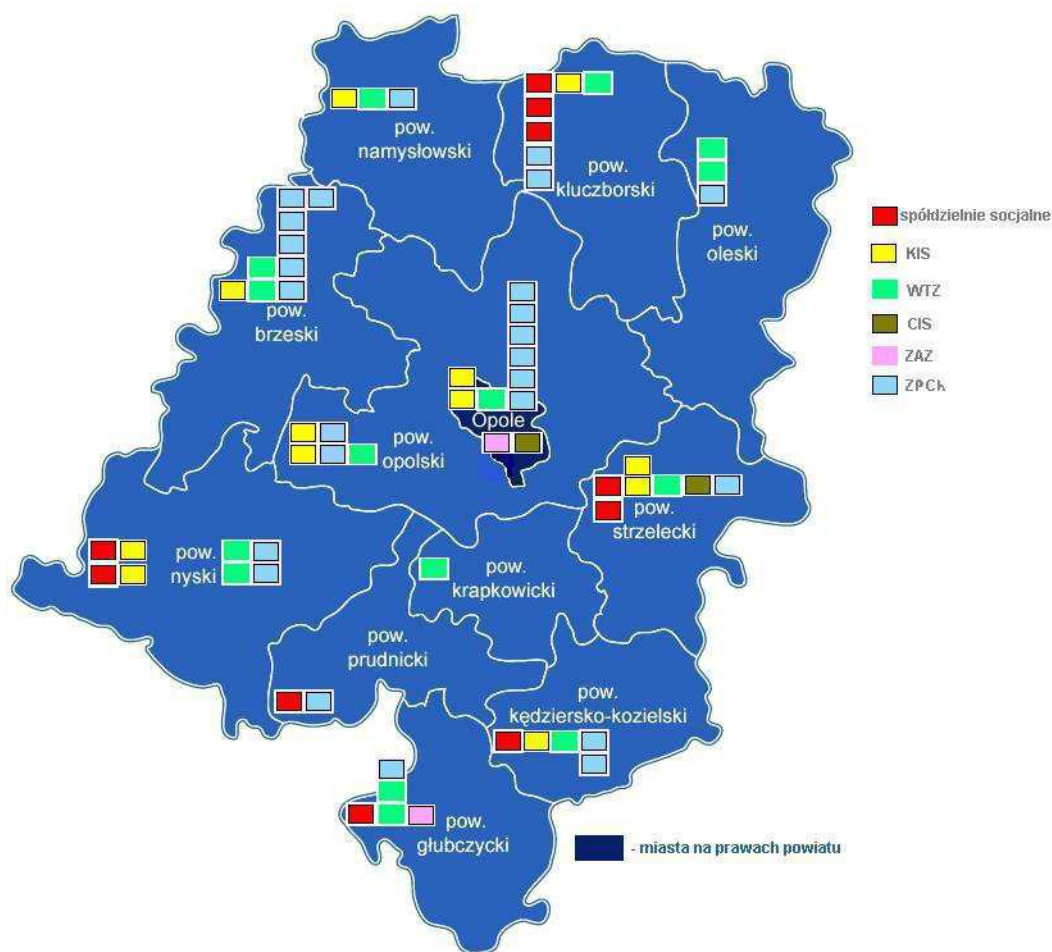 pow.
namysłowski
pow.
kluczborski
pow.
oleski
spółdzielnie socjalne
KIS
WTZ
CIS
ZAZ
ZPCh
pow.
brzeski
Opole
pow.
opolski
pow.
strzelecki
pow.
nyski
pow.
krapkowicki
pow.
prudnicki
pow.
kędziersko-kozielski
pow.
głubczycki
- miasta na prawach powiatu